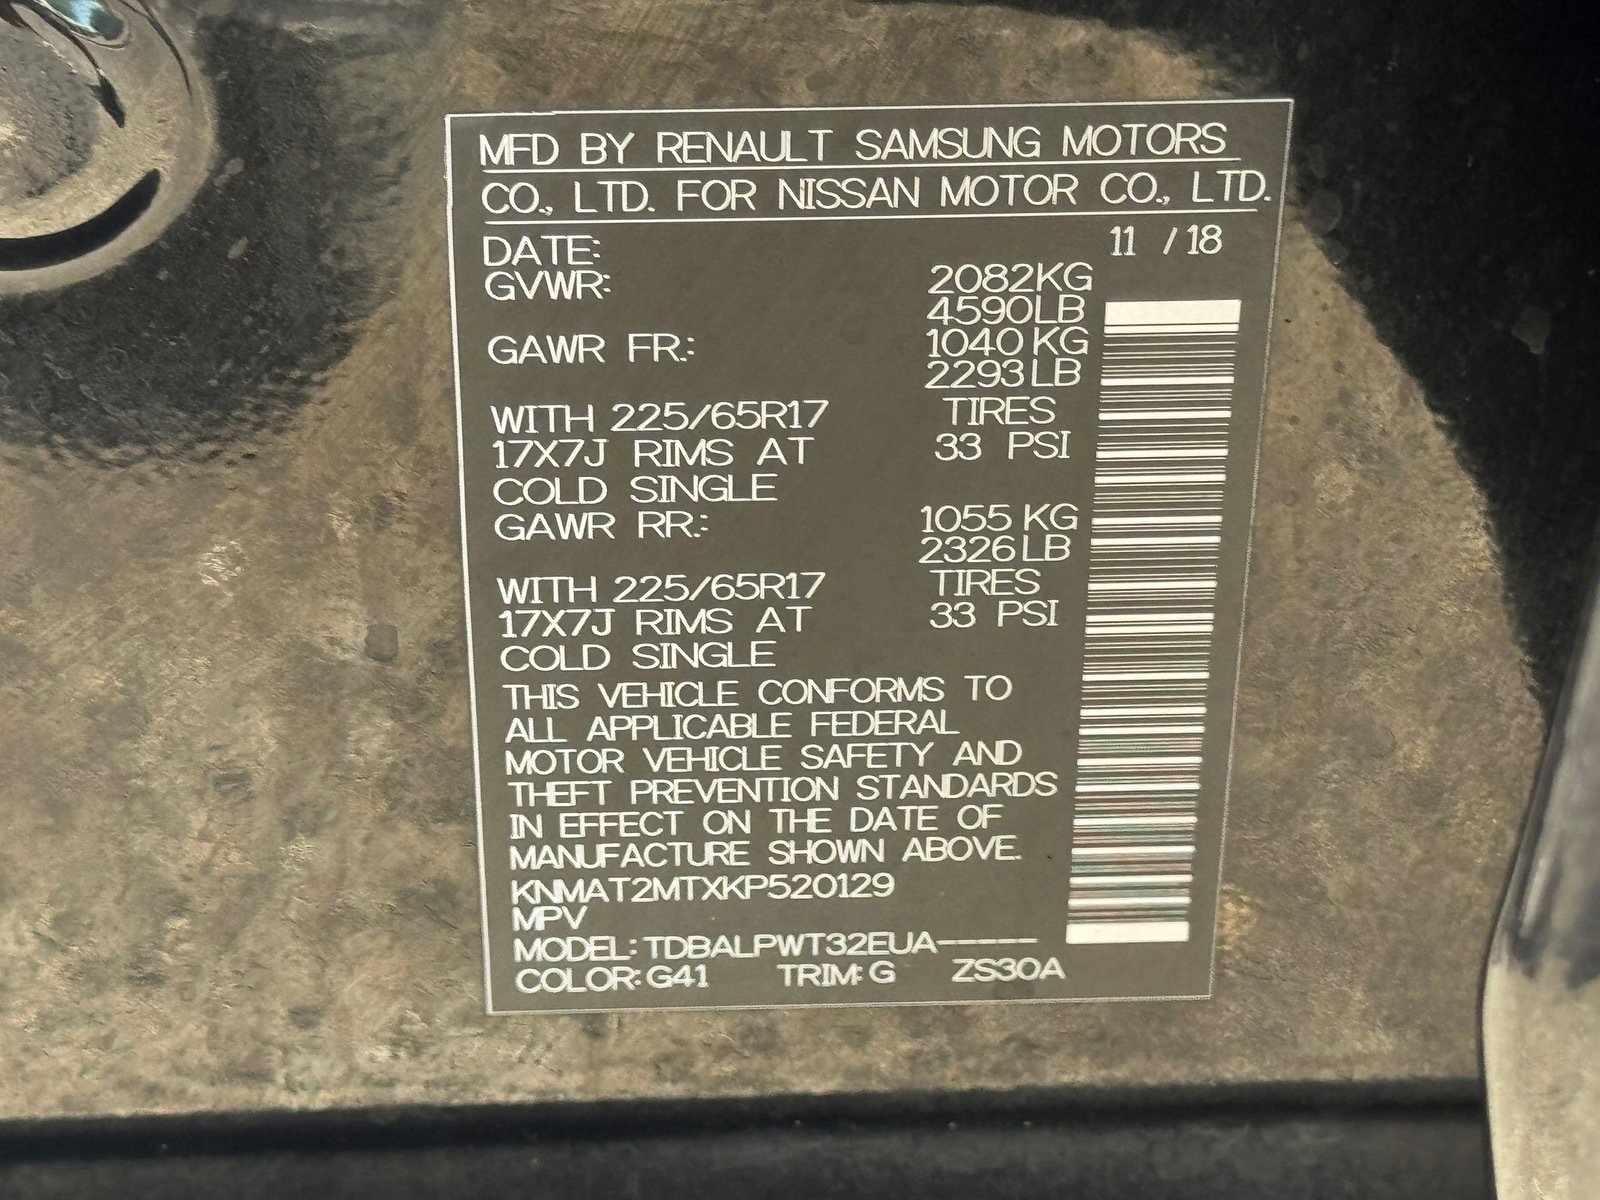 MFD BY RENAULT SAMSUNG MOTORS
CO., LTD. FOR NISSAN MOTOR CO., LTD.
DATE: 11 / 18
GVWR: 2082KG
4590LB
GAWR FR.: 1040 KG
2293LB
WITH 225/65R17 TIRES
17X7J RIMS AT 33 PSI
COLD SINGLE
GAWR RR.: 1055 KG
2326LB
WITH 225/65R17 TIRES
17X7J RIMS AT 33 PSI
COLD SINGLE
THIS VEHICLE CONFORMS TO
ALL APPLICABLE FEDERAL
MOTOR VEHICLE SAFETY AND
THEFT PREVENTION STANDARDS
IN EFFECT ON THE DATE OF
MANUFACTURE SHOWN ABOVE.
KNMAT2MTXKP520129
MPV
MODEL: TDBALPWT32EUA-----
COLOR: G41 TRIM: G ZS30A